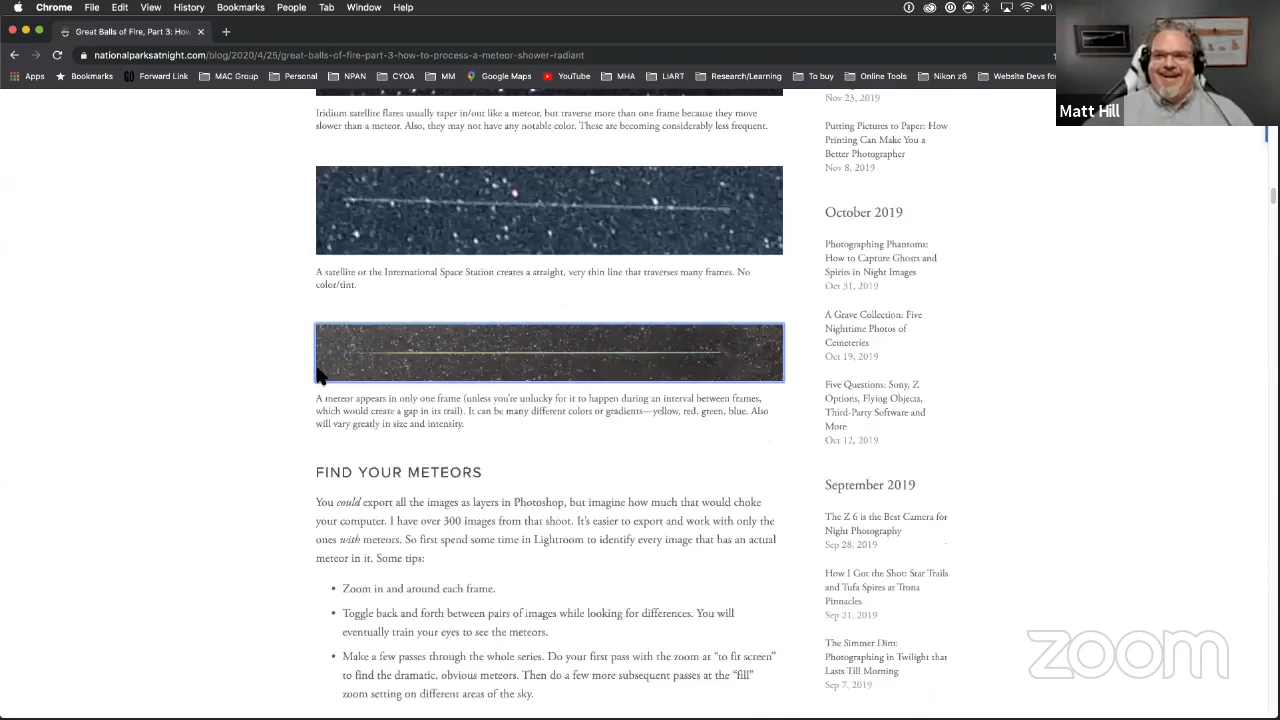 Chrome File Edit View History Bookmarks People Tab Window Help
Great Balls of Fire, Part 3: How
nationalparksatnight.com/blog/2020/4/25/great-balls-of-fire-part-3-how-to-process-a-meteor-shower-radiant
Apps Bookmarks Forward Links MAC Group Personal NPAN CYOA MM Google Maps YouTube MHA LIART Research/Learning To buy Online Tools Nikon z6 Website Devs
Matt Hill
Iridium satellite flares usually taper in/out like a meteor, but traverse more than one frame because they move
slower than a meteor. Also, they may not have any notable color. These are becoming considerably less frequent.
A satellite or the International Space Station creates a straight, very thin line that traverses many frames. No
color/tint.
A meteor appears in only one frame (unless you're unlucky for it to happen during an interval between frames,
which would create a gap in its trail). It can be many different colors or gradients—yellow, red, green, blue. Also
will vary greatly in size and intensity.
FIND YOUR METEORS
You could export all the images as layers in Photoshop, but imagine how much that would choke
your computer. I have over 300 images from that shoot. It's easier to export and work with only the
ones with meteors. So first spend some time in Lightroom to identify every image that has an actual
meteor in it. Some tips:
• Zoom in and around each frame.
• Toggle back and forth between pairs of images while looking for differences. You will
eventually train your eyes to see the meteors.
• Make a few passes through the whole series. Do your first pass with the zoom at “to fit screen”
to find the dramatic, obvious meteors. Then do a few more subsequent passes at the “fill”
zoom setting on different areas of the sky.
Nov 23, 2019
Putting Pictures to Paper: How
Printing Can Make You a
Better Photographer
Nov 8, 2019
October 2019
Photographing Phantoms:
How to Capture Ghosts and
Spirits in Night Images
Oct 31, 2019
A Grave Collection: Five
Nighttime Photos of
Cemeteries
Oct 19, 2019
Five Questions: Sony, Z
Options, Flying Objects,
Third-Party Software and
More
Oct 12, 2019
September 2019
The Z 6 is the Best Camera for
Night Photography
Sep 28, 2019
How I Got the Shot: Star Trails
and Tufa Spires at Trona
Pinnacles
Sep 21, 2019
The Simmer Dim:
Photographing in Twilight that
Lasts Till Morning
Sep 7, 2019
zoom